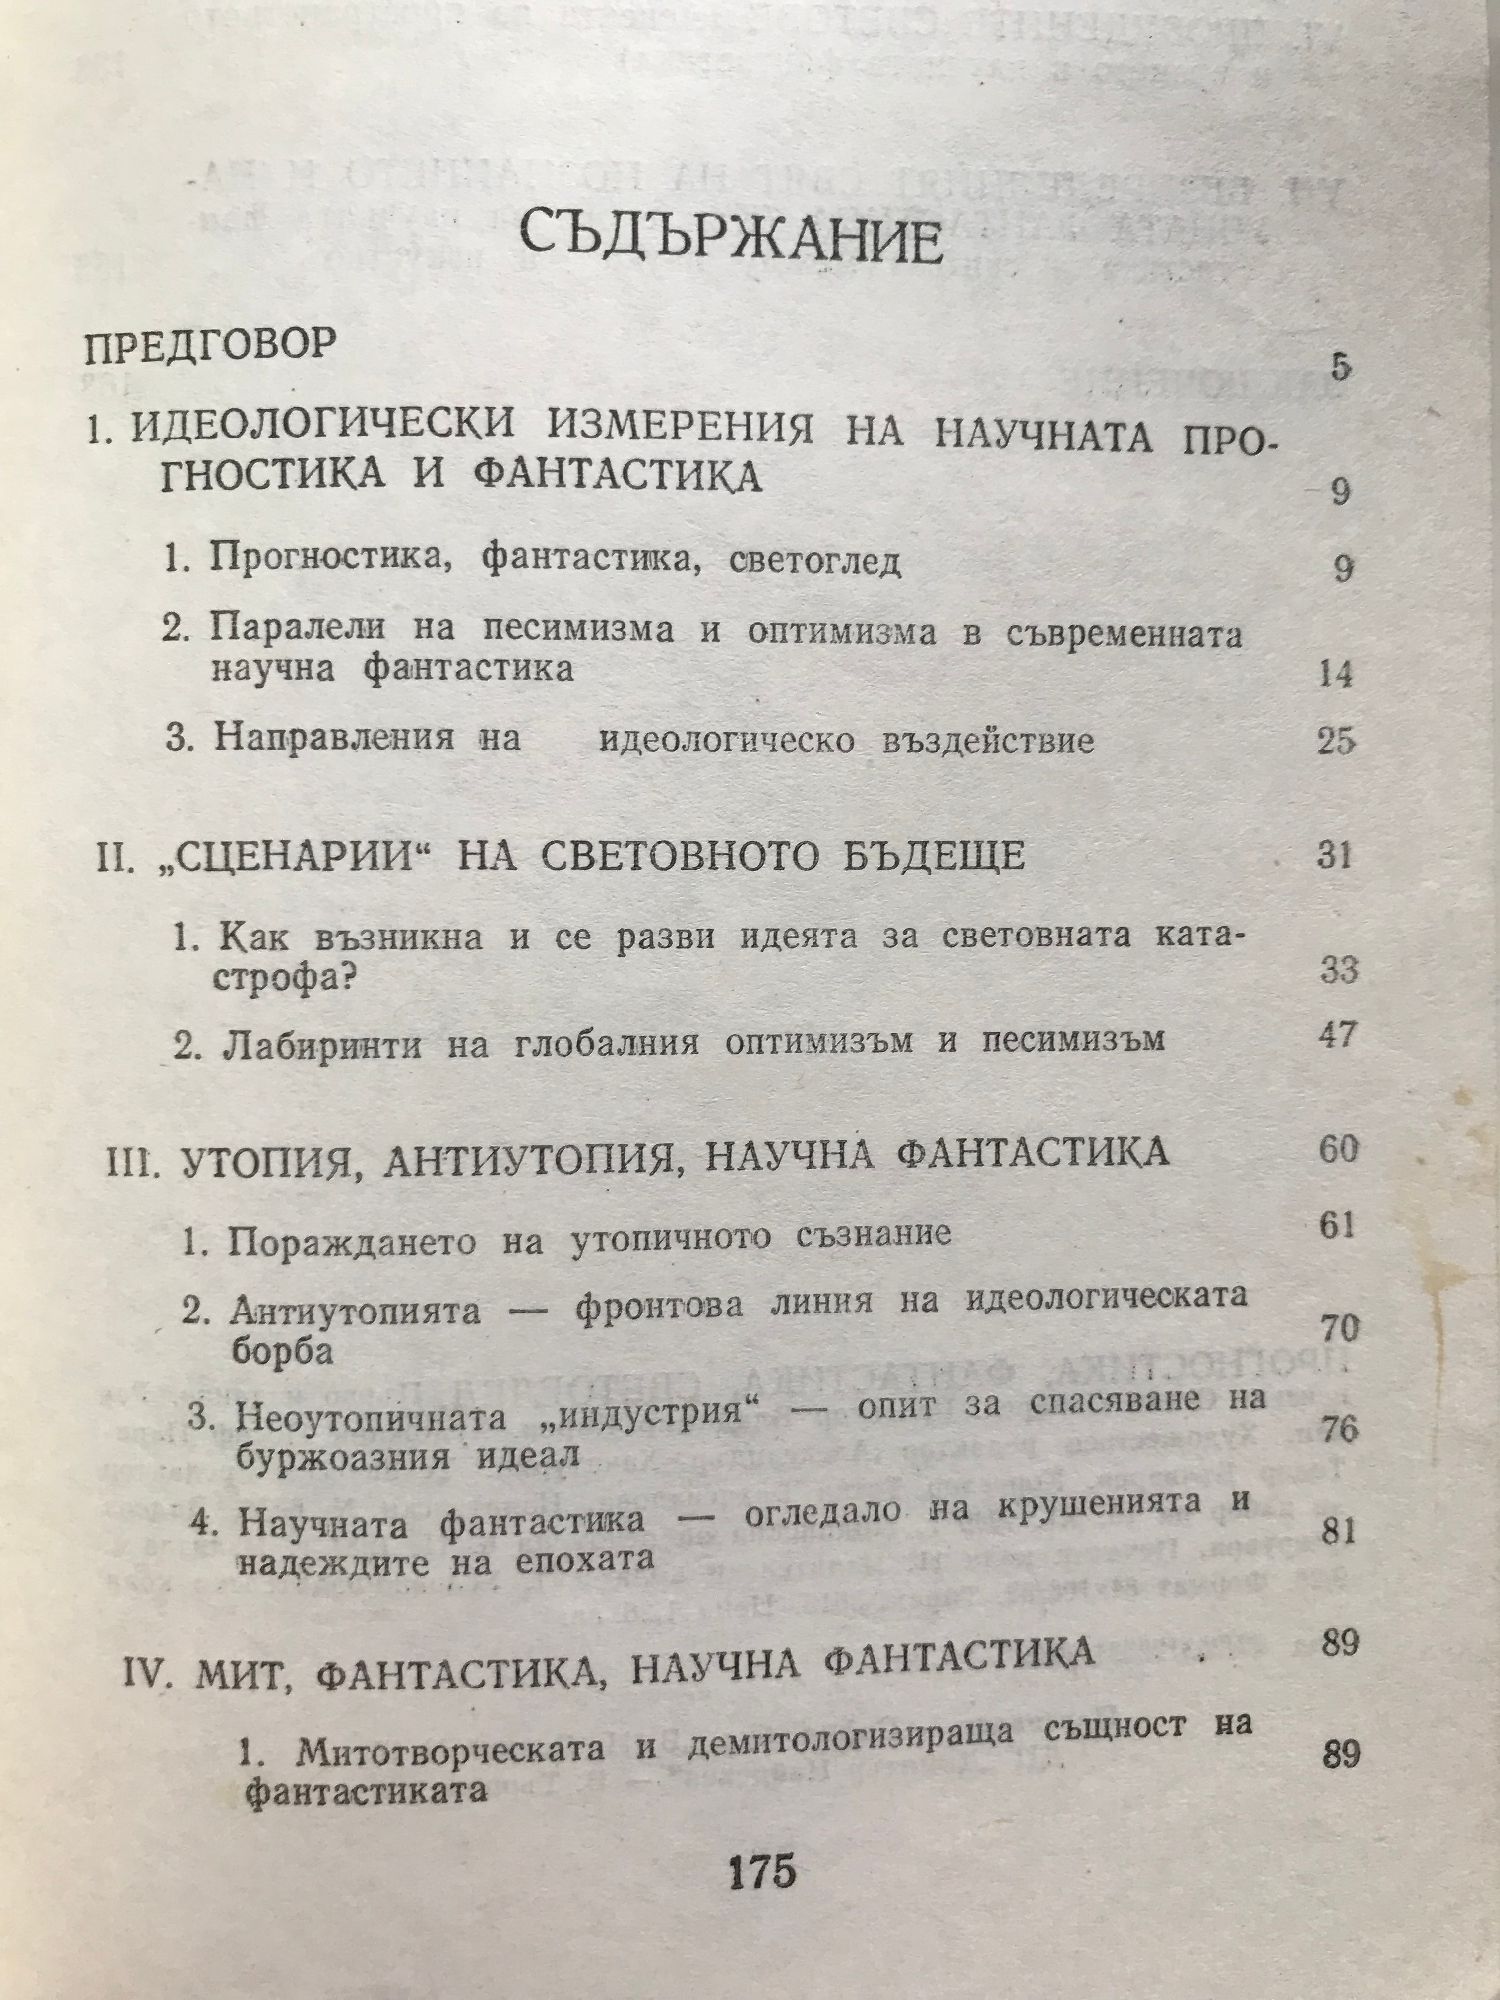 СЪДЪРЖАНИЕ
ПРЕДГОВОР 5
1. ИДЕОЛОГИЧЕСКИ ИЗМЕРЕНИЯ НА НАУЧНАТА ПРО-
ГНОСТИКА И ФАНТАСТИКА 9
1. Прогностика, фантастика, светоглед 9
2. Паралели на песимизма и оптимизма в съвременната
научна фантастика 14
3. Направления на идеологическо въздействие 25
II. „СЦЕНАРИИ“ НА СВЕТОВНОТО БЪДЕЩЕ 31
1. Как възникна и се разви идеята за световната ката-
строфа? 33
2. Лабиринти на глобалния оптимизъм и песимизъм 47
III. УТОПИЯ, АНТИУТОПИЯ, НАУЧНА ФАНТАСТИКА 60
1. Пораждането на утопичното съзнание 61
2. Антиутопията — фронтова линия на идеологическата
борба 70
3. Неоутопичната „индустрия“ — опит за спасяване на
буржоазния идеал 76
4. Научната фантастика — огледало на крушенията и
надеждите на епохата 81
IV. МИТ, ФАНТАСТИКА, НАУЧНА ФАНТАСТИКА 89
1. Митотворческата и демитологизираща същност на
фантастиката 89
175